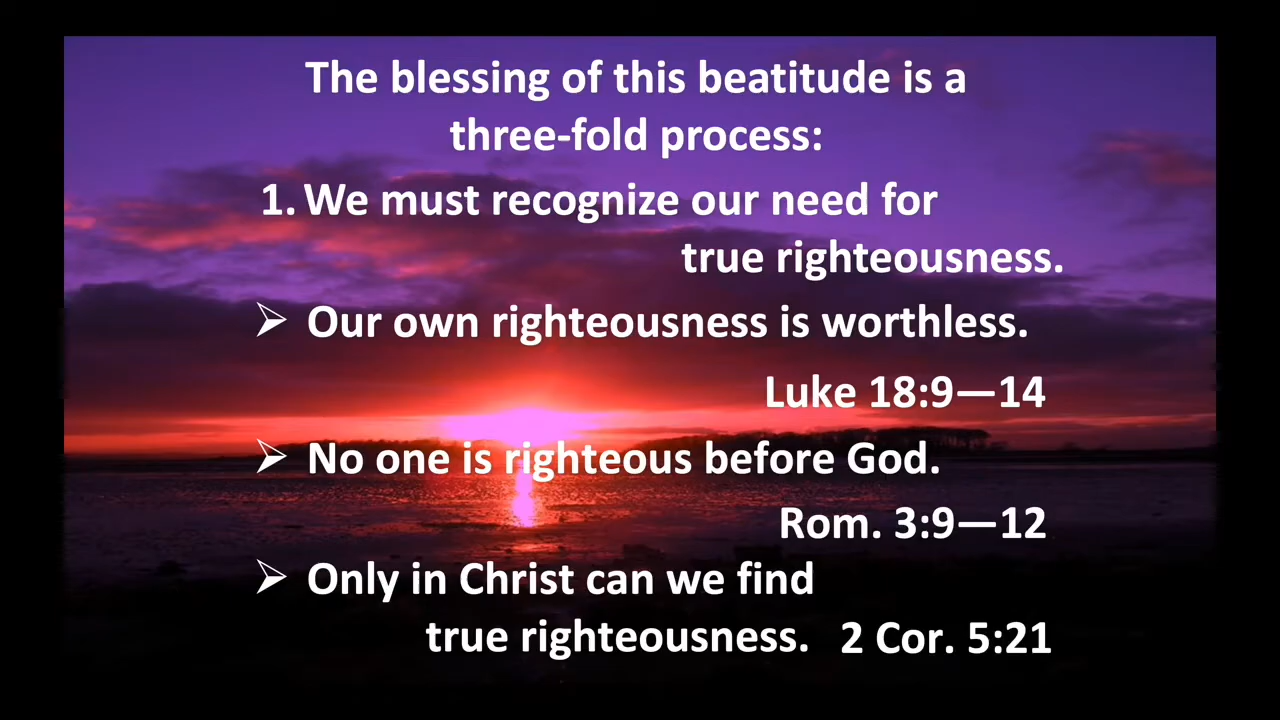 The blessing of this beatitude is a
three-fold process:
1. We must recognize our need for
true righteousness.
➢ Our own righteousness is worthless.
Luke 18:9—14
➢ No one is righteous before God.
Rom. 3:9—12
➢ Only in Christ can we find
true righteousness. 2 Cor. 5:21